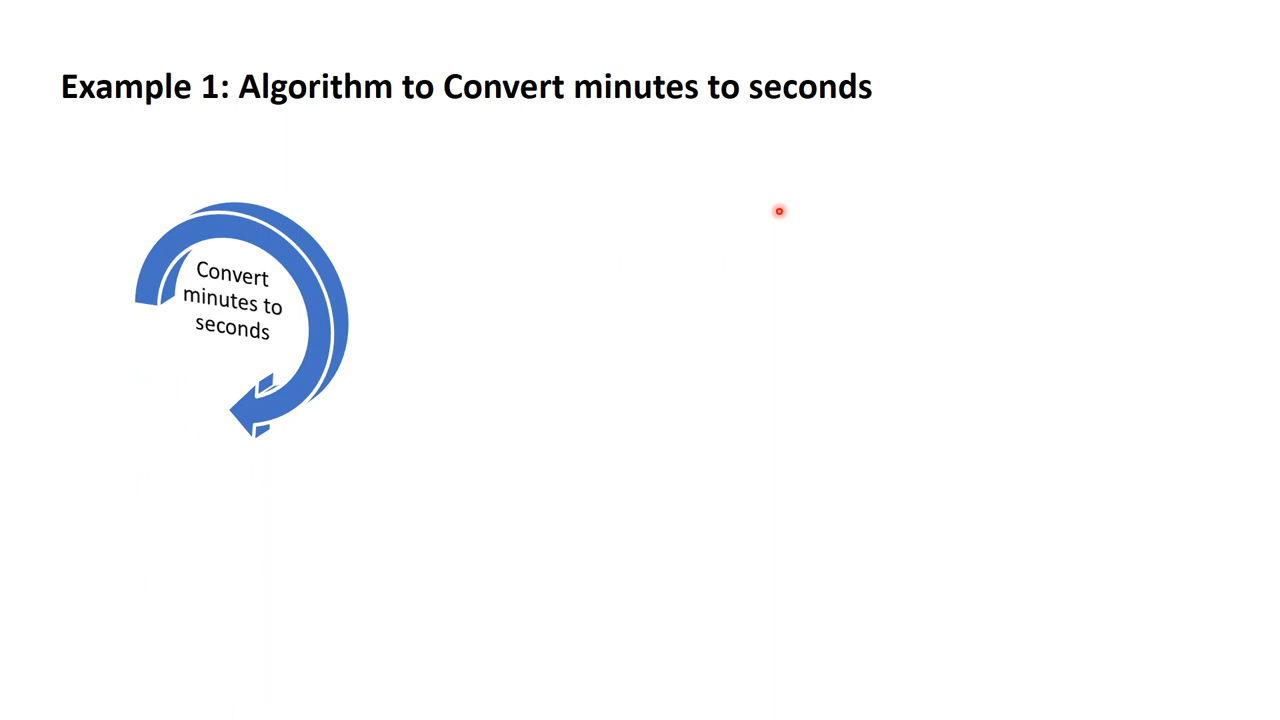 Example 1: Algorithm to Convert minutes to seconds
Convert
minutes to
seconds